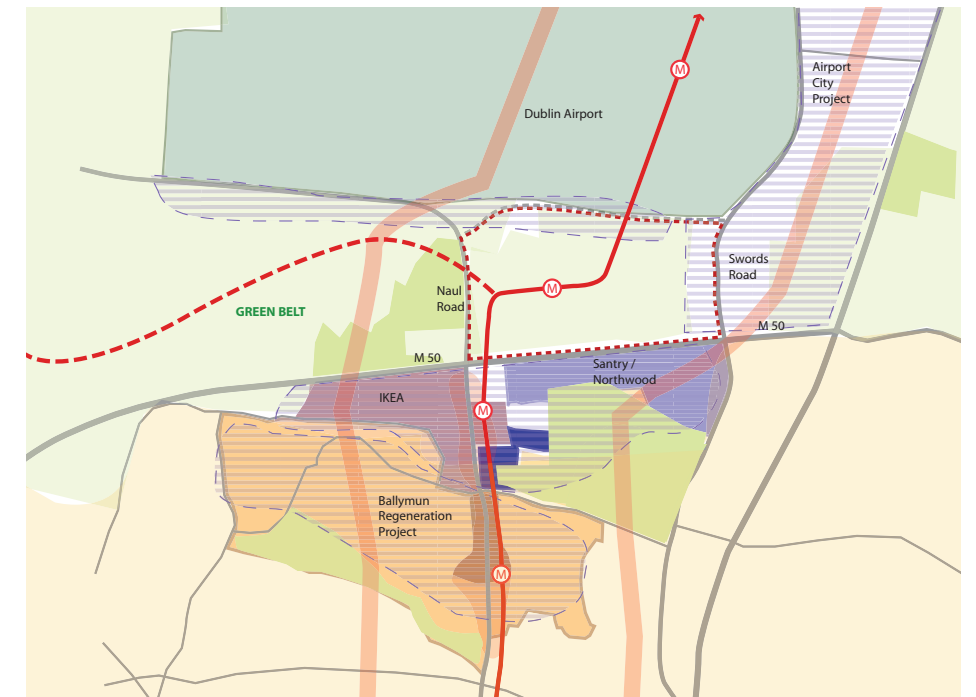 M
Airport
City
Project
Dublin Airport
Swords
Road
Naul
Road
M
GREEN BELT
M 50
M 50
Santry /
Northwood
IKEA
M
Ballymun
Regeneration
Project
M